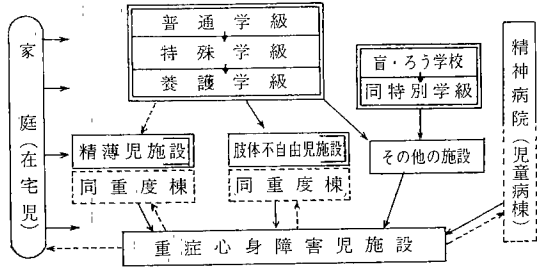 家庭(在宅児)
普通学級
特殊学級
養護学級
盲・ろう学校
同特別学級
精神病院(児童病棟)
精薄児施設
同重度棟
肢体不自由児施設
同重度棟
その他の施設
重症心身障害児施設